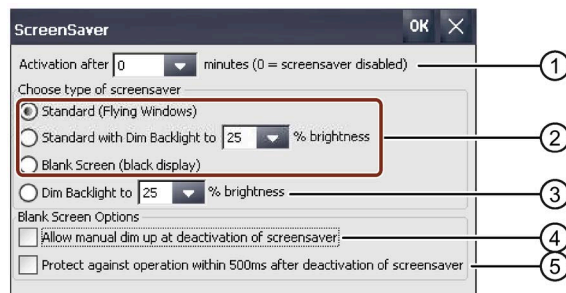 ScreenSaver OK
Activation after 0 minutes (0 = screensaver disabled) 1
Choose type of screensaver
Standard (Flying Windows)
Standard with Dim Backlight to 25 % brightness 2
Blank Screen (black display)
Dim Backlight to 25 % brightness 3
Blank Screen Options
Allow manual dim up at deactivation of screensaver 4
Protect against operation within 500ms after deactivation of screensaver 5